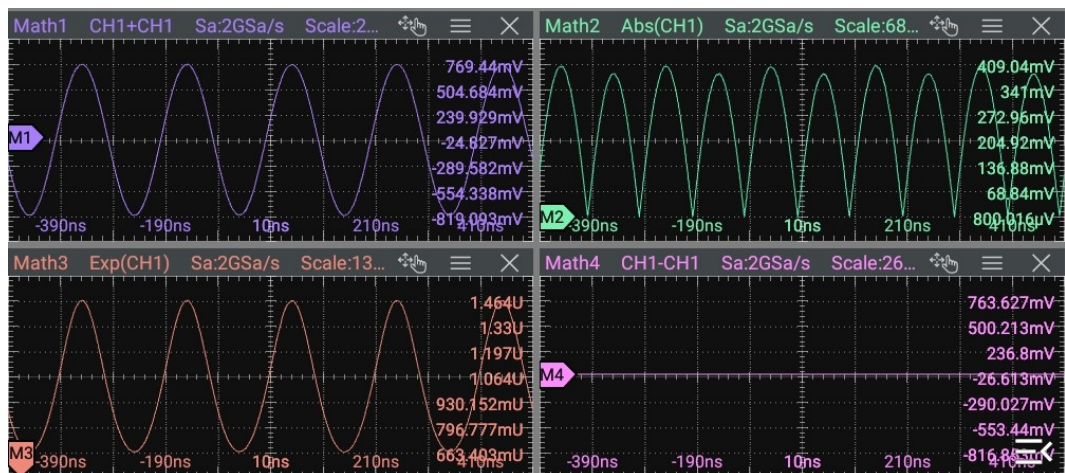 Math1 CH1+CH1 Sa:2GSa/s Scale:2...
769.44mV
504.684mV
239.929mV
M1 -24.827mV
-289.582mV
-554.338mV
-819.093mV
-390ns -190ns 10ns 210ns 410ns
Math2 Abs(CH1) Sa:2GSa/s Scale:68...
409.04mV
341mV
272.96mV
204.92mV
136.88mV
68.84mV
M2 800.016µV
-390ns -190ns 10ns 210ns 410ns
Math3 Exp(CH1) Sa:2GSa/s Scale:13...
1.464U
1.33U
1.197U
1.064U
930.152mU
796.777mU
M3 663.403mU
-390ns -190ns 10ns 210ns 410ns
Math4 CH1-CH1 Sa:2GSa/s Scale:26...
763.627mV
500.213mV
236.8mV
M4 -26.613mV
-290.027mV
-553.44mV
-390ns -190ns 10ns 210ns